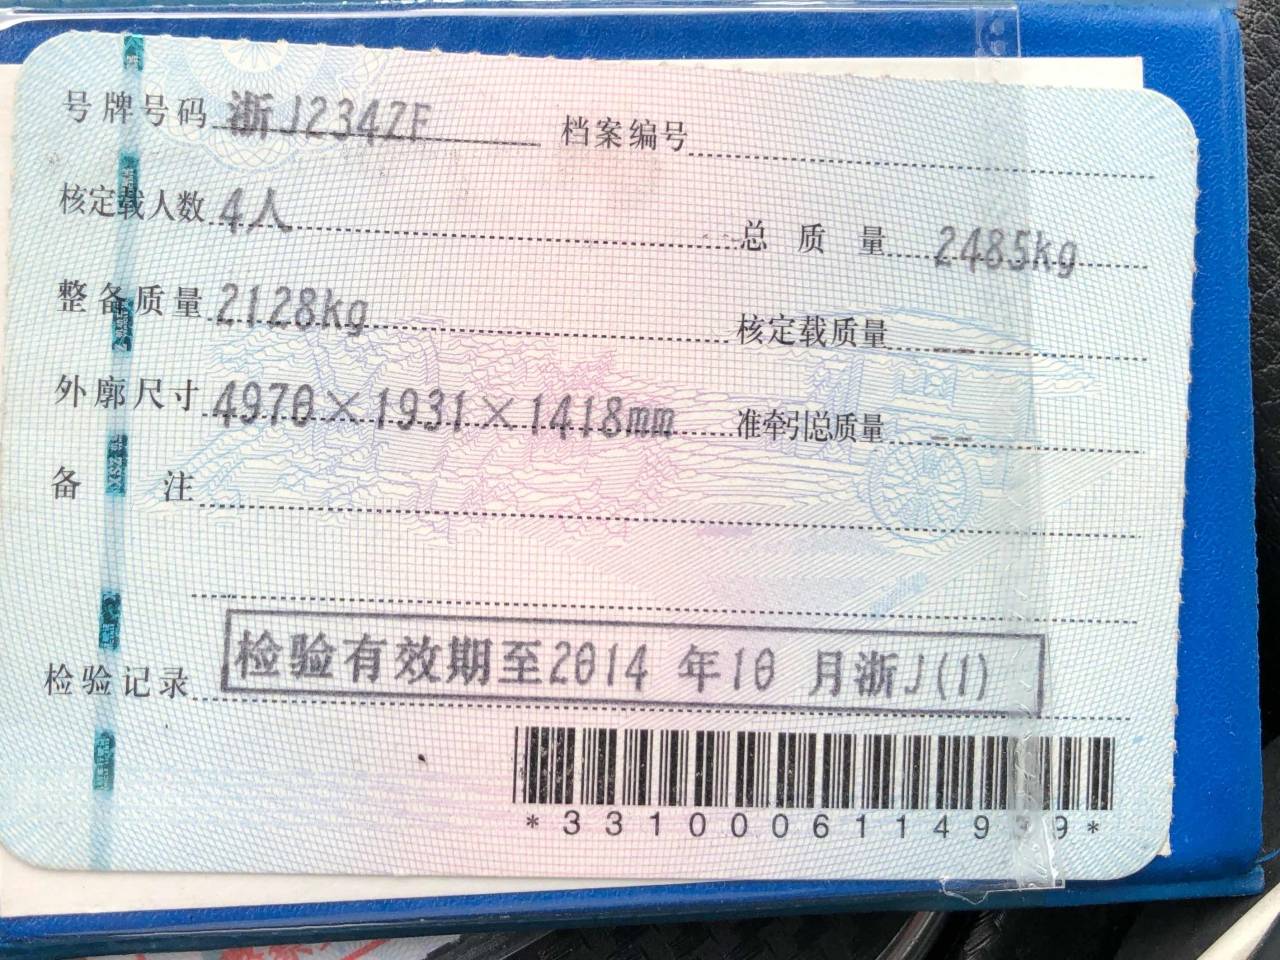 号牌号码 浙J234ZF 档案编号
核定载人数 4人 总质量 2485kg
整备质量 2128kg 核定载质量 --
外廓尺寸 4970×1931×1418mm 准牵引总质量 --
备注
检验记录 检验有效期至2014 年10 月浙J(1)
*3310006114939*